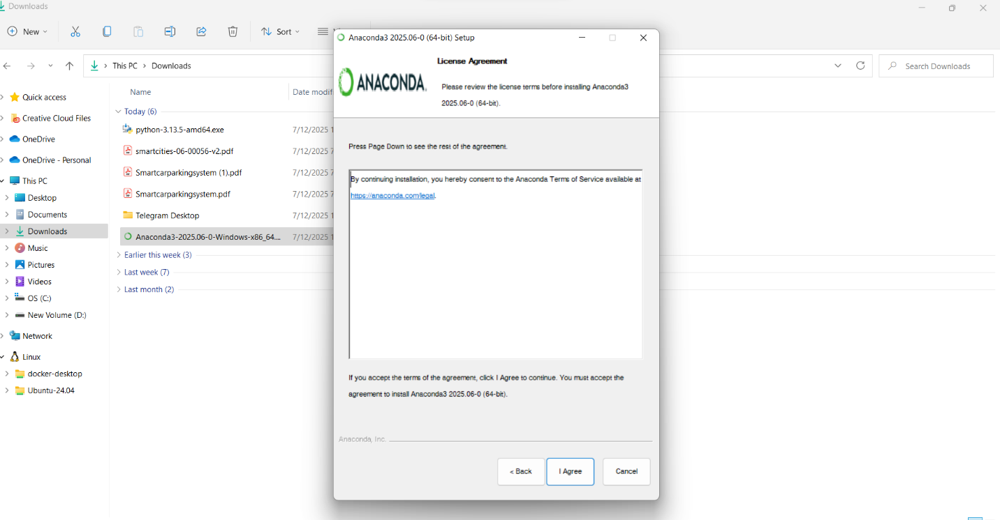 Downloads
New
Sort
This PC > Downloads
Search Downloads
Quick access
Creative Cloud Files
OneDrive
OneDrive - Personal
This PC
Desktop
Documents
Downloads
Music
Pictures
Videos
OS (C:)
New Volume (D:)
Network
Linux
docker-desktop
Ubuntu-24.04
Name
Date modif
Today (6)
python-3.13.5-amd64.exe 7/12/2025 1
smartcities-06-00056-v2.pdf 7/12/2025 7
Smartcarparkingsystem (1).pdf 7/12/2025 7
Smartcarparkingsystem.pdf 7/12/2025 7
Telegram Desktop 7/12/2025 1
Anaconda3-2025.06-0-Windows-x86_64.... 7/12/2025 1
Earlier this week (3)
Last week (7)
Last month (2)
Anaconda3 2025.06-0 (64-bit) Setup
ANACONDA.
License Agreement
Please review the license terms before installing Anaconda3
2025.06-0 (64-bit).
Press Page Down to see the rest of the agreement.
By continuing installation, you hereby consent to the Anaconda Terms of Service available at
https://anaconda.com/legal.
If you accept the terms of the agreement, click I Agree to continue. You must accept the
agreement to install Anaconda3 2025.06-0 (64-bit).
Anaconda, Inc.
< Back
I Agree
Cancel